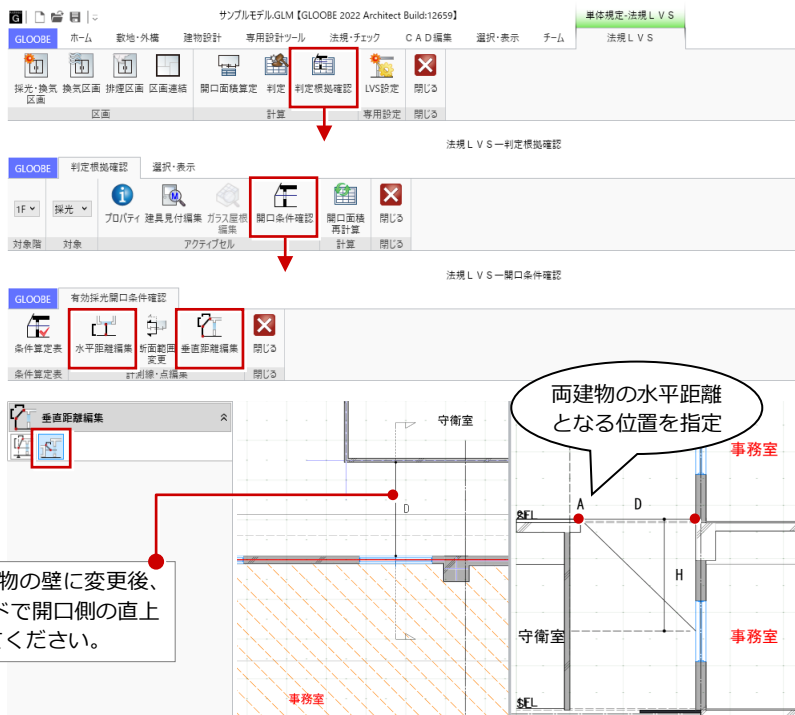 サンプルモデル.GLM 【GLOOBE 2022 Architect Build:12659】
単体規定-法規ＬＶＳ
GLOOBE ホーム 敷地・外構 建物設計 専用設計ツール 法規・チェック ＣＡＤ編集 選択・表示 チーム 法規ＬＶＳ
採光・換気区画 換気区画 排煙区画 区画連結 開口面積算定 判定 判定根拠確認 LVS設定 閉じる
区画 計算 専用設定 閉じる
法規ＬＶＳー判定根拠確認
GLOOBE 判定根拠確認 選択・表示
1F 採光 プロパティ 建具見付編集 ガラス屋根編集 開口条件確認 開口面積再計算 閉じる
対象階 対象 アクティブセル 計算 閉じる
法規ＬＶＳー開口条件確認
GLOOBE 有効採光開口条件確認
条件算定表 水平距離編集 断面範囲変更 垂直距離編集 閉じる
条件算定表 計測線・点編集 閉じる
垂直距離編集
守衛室
D
事務室
両建物の水平距離
となる位置を指定
事務室
SFL
A
D
H
守衛室
事務室
SFL
物の壁に変更後、
ドで開口側の直上
てください。